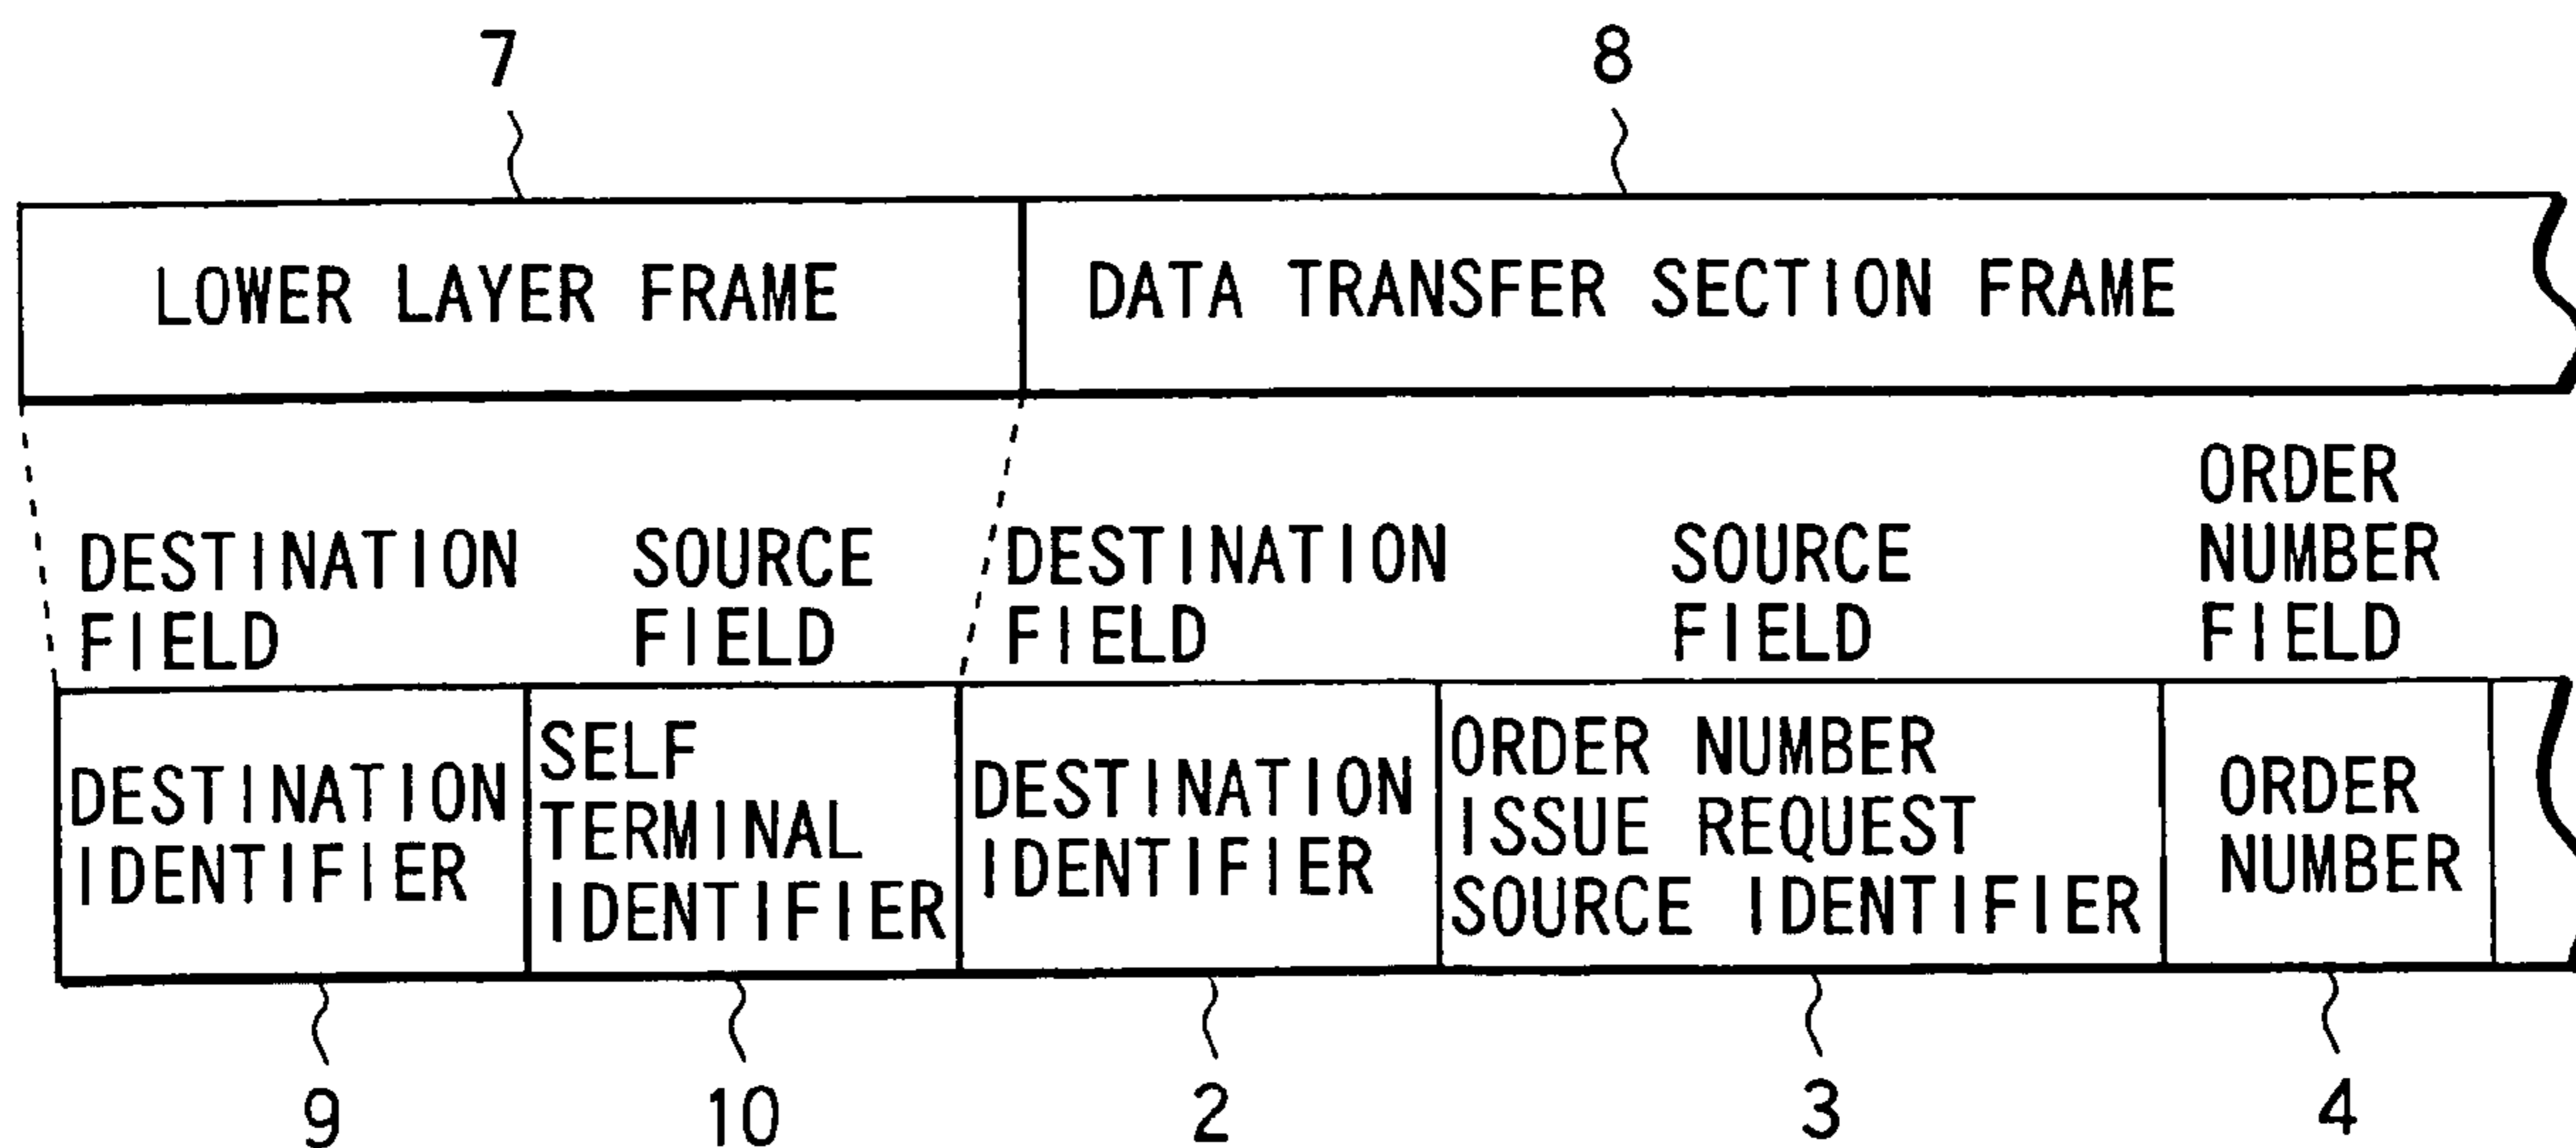 7
8
LOWER LAYER FRAME
DATA TRANSFER SECTION FRAME
DESTINATION
FIELD
SOURCE
FIELD
DESTINATION
FIELD
SOURCE
FIELD
ORDER
NUMBER
FIELD
DESTINATION
IDENTIFIER
SELF
TERMINAL
IDENTIFIER
DESTINATION
IDENTIFIER
ORDER NUMBER
ISSUE REQUEST
SOURCE IDENTIFIER
ORDER
NUMBER
9
10
2
3
4